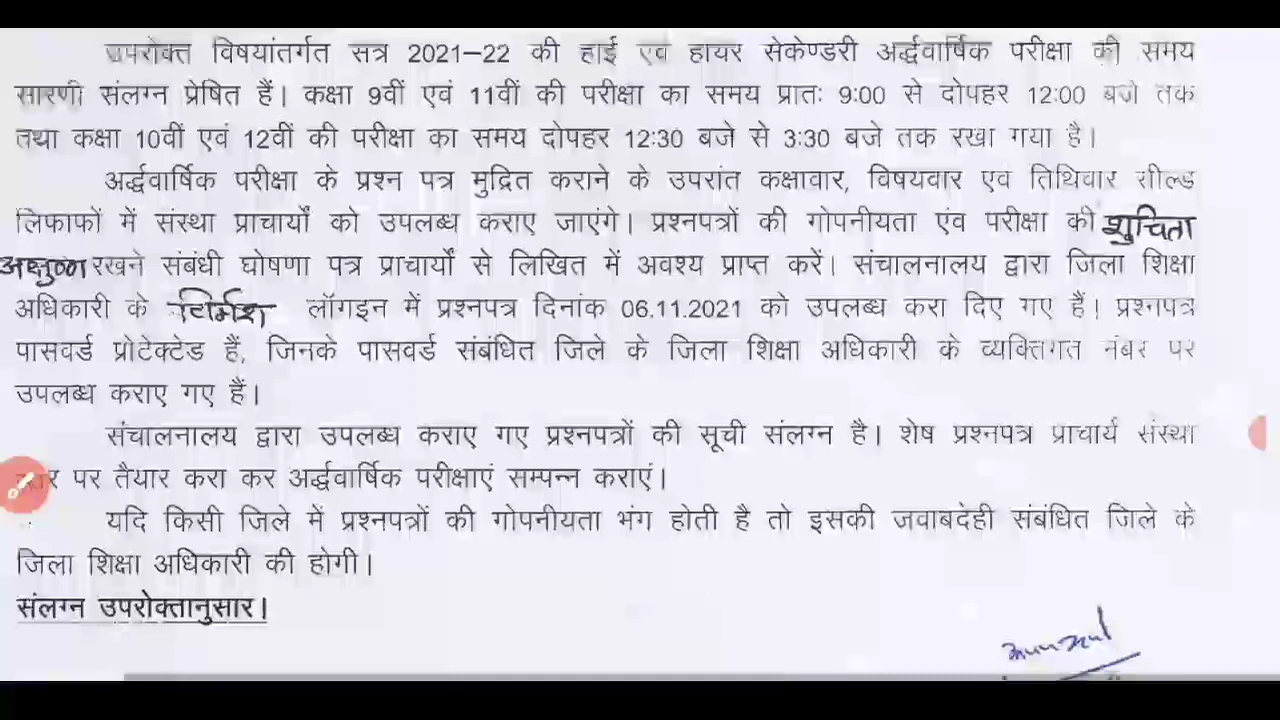 उपरोक्त विषयांतर्गत सत्र 2021–22 की हाई एवं हायर सेकेण्डरी अर्द्धवार्षिक परीक्षा की समय
सारणी संलग्न प्रेषित हैं। कक्षा 9वीं एवं 11वीं की परीक्षा का समय प्रातः 9:00 से दोपहर 12:00 बजे तक
तथा कक्षा 10वीं एवं 12वीं की परीक्षा का समय दोपहर 12:30 बजे से 3:30 बजे तक रखा गया है।
अर्द्धवार्षिक परीक्षा के प्रश्न पत्र मुद्रित कराने के उपरांत कक्षावार, विषयवार एवं तिथिवार सील्ड
लिफाफों में संस्था प्राचार्यों को उपलब्ध कराए जाएंगे। प्रश्नपत्रों की गोपनीयता एंव परीक्षा की शुचिता
अक्षुण्ण रखने संबंधी घोषणा पत्र प्राचार्यों से लिखित में अवश्य प्राप्त करें। संचालनालय द्वारा जिला शिक्षा
अधिकारी के विमर्श लॉगइन में प्रश्नपत्र दिनांक 06.11.2021 को उपलब्ध करा दिए गए हैं। प्रश्नपत्र
पासवर्ड प्रोटेक्टेड हैं, जिनके पासवर्ड संबंधित जिले के जिला शिक्षा अधिकारी के व्यक्तिगत नंबर पर
उपलब्ध कराए गए हैं।
संचालनालय द्वारा उपलब्ध कराए गए प्रश्नपत्रों की सूची संलग्न है। शेष प्रश्नपत्र प्राचार्य संस्था
पर तैयार करा कर अर्द्धवार्षिक परीक्षाएं सम्पन्न कराएं।
यदि किसी जिले में प्रश्नपत्रों की गोपनीयता भंग होती है तो इसकी जवाबदेही संबंधित जिले के
जिला शिक्षा अधिकारी की होगी।
संलग्न उपरोक्तानुसार।